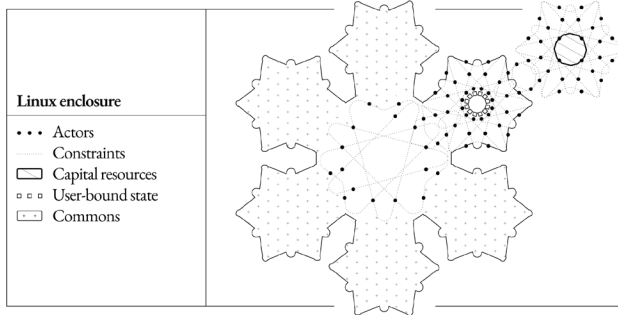 Linux enclosure
Actors
Constraints
Capital resources
User-bound state
Commons